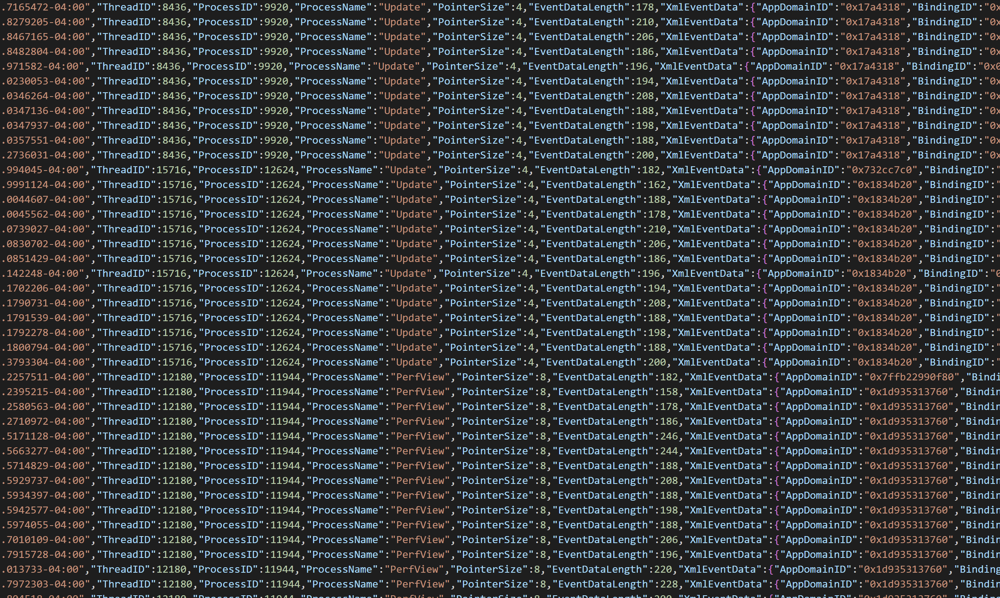 .7165472-04:00","ThreadID":8436,"ProcessID":9920,"ProcessName":"Update","PointerSize":4,"EventDataLength":178,"XmlEventData":{"AppDomainID":"0x17a4318","BindingID":"0x
.8279205-04:00","ThreadID":8436,"ProcessID":9920,"ProcessName":"Update","PointerSize":4,"EventDataLength":210,"XmlEventData":{"AppDomainID":"0x17a4318","BindingID":"0x
.8467165-04:00","ThreadID":8436,"ProcessID":9920,"ProcessName":"Update","PointerSize":4,"EventDataLength":206,"XmlEventData":{"AppDomainID":"0x17a4318","BindingID":"0x
.8482804-04:00","ThreadID":8436,"ProcessID":9920,"ProcessName":"Update","PointerSize":4,"EventDataLength":186,"XmlEventData":{"AppDomainID":"0x17a4318","BindingID":"0x
.971582-04:00","ThreadID":8436,"ProcessID":9920,"ProcessName":"Update","PointerSize":4,"EventDataLength":196,"XmlEventData":{"AppDomainID":"0x17a4318","BindingID":"0x0
.0230053-04:00","ThreadID":8436,"ProcessID":9920,"ProcessName":"Update","PointerSize":4,"EventDataLength":194,"XmlEventData":{"AppDomainID":"0x17a4318","BindingID":"0x
.0346264-04:00","ThreadID":8436,"ProcessID":9920,"ProcessName":"Update","PointerSize":4,"EventDataLength":208,"XmlEventData":{"AppDomainID":"0x17a4318","BindingID":"0x
.0347136-04:00","ThreadID":8436,"ProcessID":9920,"ProcessName":"Update","PointerSize":4,"EventDataLength":188,"XmlEventData":{"AppDomainID":"0x17a4318","BindingID":"0x
.0347937-04:00","ThreadID":8436,"ProcessID":9920,"ProcessName":"Update","PointerSize":4,"EventDataLength":198,"XmlEventData":{"AppDomainID":"0x17a4318","BindingID":"0x
.0357551-04:00","ThreadID":8436,"ProcessID":9920,"ProcessName":"Update","PointerSize":4,"EventDataLength":188,"XmlEventData":{"AppDomainID":"0x17a4318","BindingID":"0x
.2736031-04:00","ThreadID":8436,"ProcessID":9920,"ProcessName":"Update","PointerSize":4,"EventDataLength":200,"XmlEventData":{"AppDomainID":"0x17a4318","BindingID":"0x
.994045-04:00","ThreadID":15716,"ProcessID":12624,"ProcessName":"Update","PointerSize":4,"EventDataLength":182,"XmlEventData":{"AppDomainID":"0x732cc7c0","BindingID":"
.9991124-04:00","ThreadID":15716,"ProcessID":12624,"ProcessName":"Update","PointerSize":4,"EventDataLength":162,"XmlEventData":{"AppDomainID":"0x1834b20","BindingID":"
.0044607-04:00","ThreadID":15716,"ProcessID":12624,"ProcessName":"Update","PointerSize":4,"EventDataLength":188,"XmlEventData":{"AppDomainID":"0x1834b20","BindingID":"
.0045562-04:00","ThreadID":15716,"ProcessID":12624,"ProcessName":"Update","PointerSize":4,"EventDataLength":178,"XmlEventData":{"AppDomainID":"0x1834b20","BindingID":"
.0739027-04:00","ThreadID":15716,"ProcessID":12624,"ProcessName":"Update","PointerSize":4,"EventDataLength":210,"XmlEventData":{"AppDomainID":"0x1834b20","BindingID":"
.0830702-04:00","ThreadID":15716,"ProcessID":12624,"ProcessName":"Update","PointerSize":4,"EventDataLength":206,"XmlEventData":{"AppDomainID":"0x1834b20","BindingID":"
.0851429-04:00","ThreadID":15716,"ProcessID":12624,"ProcessName":"Update","PointerSize":4,"EventDataLength":186,"XmlEventData":{"AppDomainID":"0x1834b20","BindingID":"
.142248-04:00","ThreadID":15716,"ProcessID":12624,"ProcessName":"Update","PointerSize":4,"EventDataLength":196,"XmlEventData":{"AppDomainID":"0x1834b20","BindingID":"0
.1702206-04:00","ThreadID":15716,"ProcessID":12624,"ProcessName":"Update","PointerSize":4,"EventDataLength":194,"XmlEventData":{"AppDomainID":"0x1834b20","BindingID":"
.1790731-04:00","ThreadID":15716,"ProcessID":12624,"ProcessName":"Update","PointerSize":4,"EventDataLength":208,"XmlEventData":{"AppDomainID":"0x1834b20","BindingID":"
.1791539-04:00","ThreadID":15716,"ProcessID":12624,"ProcessName":"Update","PointerSize":4,"EventDataLength":188,"XmlEventData":{"AppDomainID":"0x1834b20","BindingID":"
.1792278-04:00","ThreadID":15716,"ProcessID":12624,"ProcessName":"Update","PointerSize":4,"EventDataLength":198,"XmlEventData":{"AppDomainID":"0x1834b20","BindingID":"
.1800794-04:00","ThreadID":15716,"ProcessID":12624,"ProcessName":"Update","PointerSize":4,"EventDataLength":188,"XmlEventData":{"AppDomainID":"0x1834b20","BindingID":"
.3793304-04:00","ThreadID":15716,"ProcessID":12624,"ProcessName":"Update","PointerSize":4,"EventDataLength":200,"XmlEventData":{"AppDomainID":"0x1834b20","BindingID":"
.2257511-04:00","ThreadID":12180,"ProcessID":11944,"ProcessName":"PerfView","PointerSize":8,"EventDataLength":182,"XmlEventData":{"AppDomainID":"0x7ffb22990f80","Bindi
.2395215-04:00","ThreadID":12180,"ProcessID":11944,"ProcessName":"PerfView","PointerSize":8,"EventDataLength":158,"XmlEventData":{"AppDomainID":"0x1d935313760","Bindin
.2580563-04:00","ThreadID":12180,"ProcessID":11944,"ProcessName":"PerfView","PointerSize":8,"EventDataLength":178,"XmlEventData":{"AppDomainID":"0x1d935313760","Bindin
.2710972-04:00","ThreadID":12180,"ProcessID":11944,"ProcessName":"PerfView","PointerSize":8,"EventDataLength":186,"XmlEventData":{"AppDomainID":"0x1d935313760","Bindin
.5171128-04:00","ThreadID":12180,"ProcessID":11944,"ProcessName":"PerfView","PointerSize":8,"EventDataLength":246,"XmlEventData":{"AppDomainID":"0x1d935313760","Bindin
.5663277-04:00","ThreadID":12180,"ProcessID":11944,"ProcessName":"PerfView","PointerSize":8,"EventDataLength":244,"XmlEventData":{"AppDomainID":"0x1d935313760","Bindin
.5714829-04:00","ThreadID":12180,"ProcessID":11944,"ProcessName":"PerfView","PointerSize":8,"EventDataLength":188,"XmlEventData":{"AppDomainID":"0x1d935313760","Bindin
.5929737-04:00","ThreadID":12180,"ProcessID":11944,"ProcessName":"PerfView","PointerSize":8,"EventDataLength":208,"XmlEventData":{"AppDomainID":"0x1d935313760","Bindin
.5934397-04:00","ThreadID":12180,"ProcessID":11944,"ProcessName":"PerfView","PointerSize":8,"EventDataLength":188,"XmlEventData":{"AppDomainID":"0x1d935313760","Bindin
.5942577-04:00","ThreadID":12180,"ProcessID":11944,"ProcessName":"PerfView","PointerSize":8,"EventDataLength":198,"XmlEventData":{"AppDomainID":"0x1d935313760","Bindin
.5974055-04:00","ThreadID":12180,"ProcessID":11944,"ProcessName":"PerfView","PointerSize":8,"EventDataLength":188,"XmlEventData":{"AppDomainID":"0x1d935313760","Bindin
.7010109-04:00","ThreadID":12180,"ProcessID":11944,"ProcessName":"PerfView","PointerSize":8,"EventDataLength":206,"XmlEventData":{"AppDomainID":"0x1d935313760","Bindin
.7915728-04:00","ThreadID":12180,"ProcessID":11944,"ProcessName":"PerfView","PointerSize":8,"EventDataLength":196,"XmlEventData":{"AppDomainID":"0x1d935313760","Bindin
.013733-04:00","ThreadID":12180,"ProcessID":11944,"ProcessName":"PerfView","PointerSize":8,"EventDataLength":220,"XmlEventData":{"AppDomainID":"0x1d935313760","Binding
.7972303-04:00","ThreadID":12180,"ProcessID":11944,"ProcessName":"PerfView","PointerSize":8,"EventDataLength":228,"XmlEventData":{"AppDomainID":"0x1d935313760","Bindin